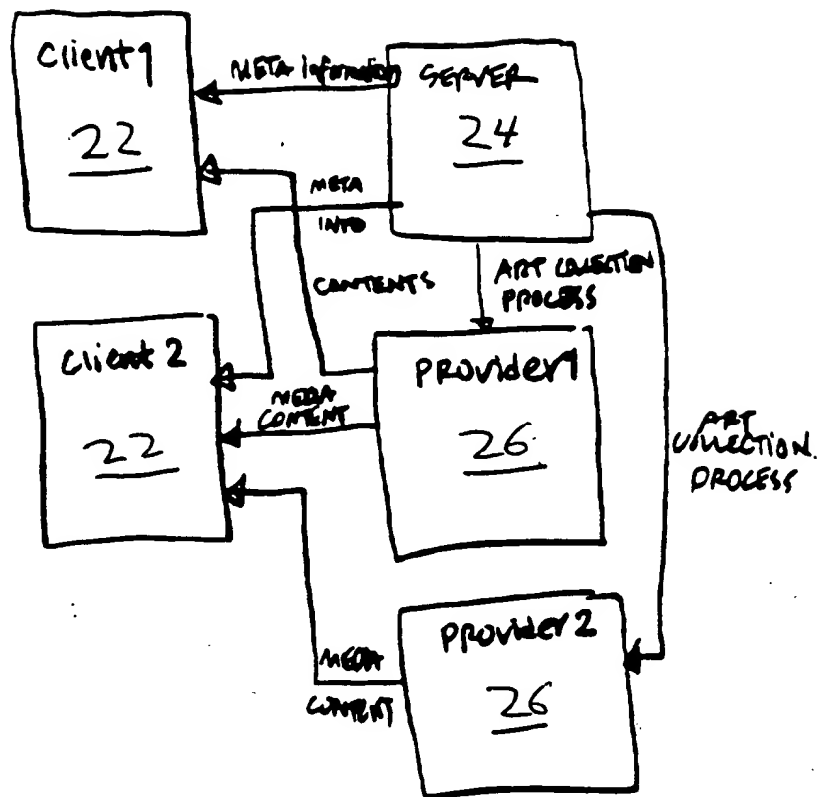 Client 1
22
META information
SERVER
24
META
INFO
CONTENTS
ART COLLECTION
PROCESS
Client 2
22
MEDIA
CONTENT
Provider 1
26
ART
COLLECTION
PROCESS
Provider 2
26
MEDIA
CONTENT